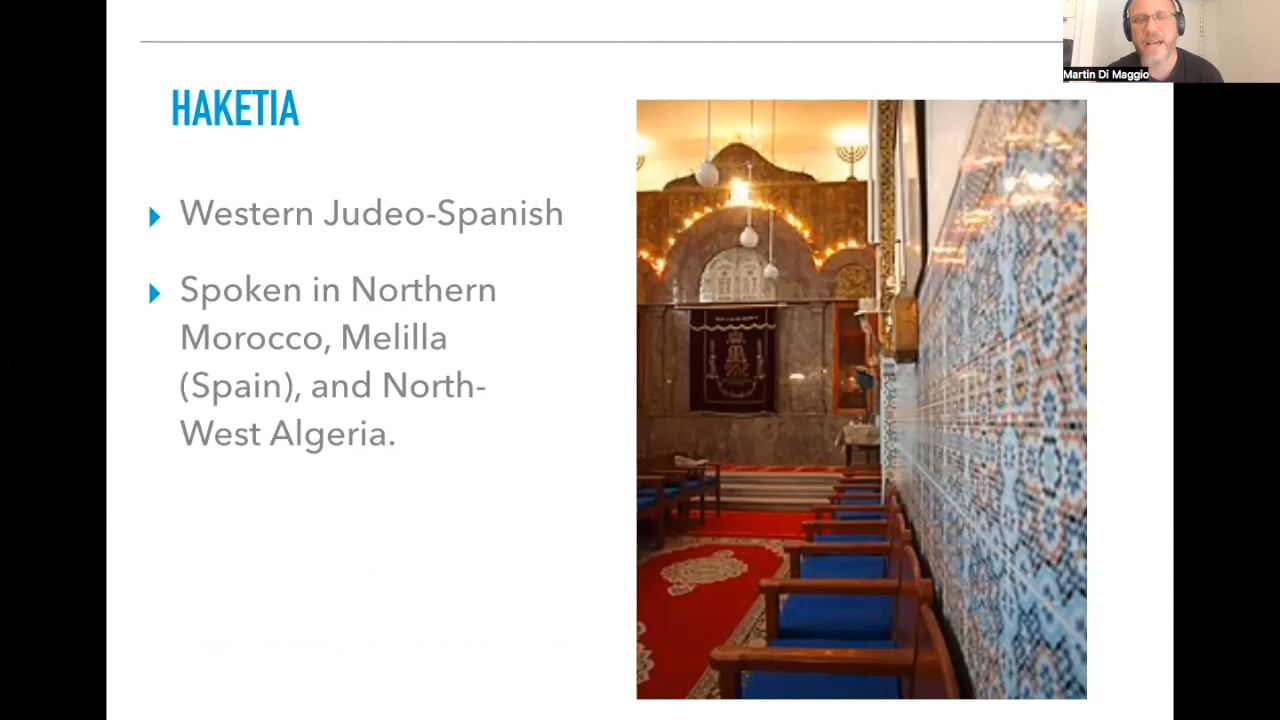 Martin Di Maggio
HAKETIA
Western Judeo-Spanish
Spoken in Northern
Morocco, Melilla
(Spain), and North-
West Algeria.